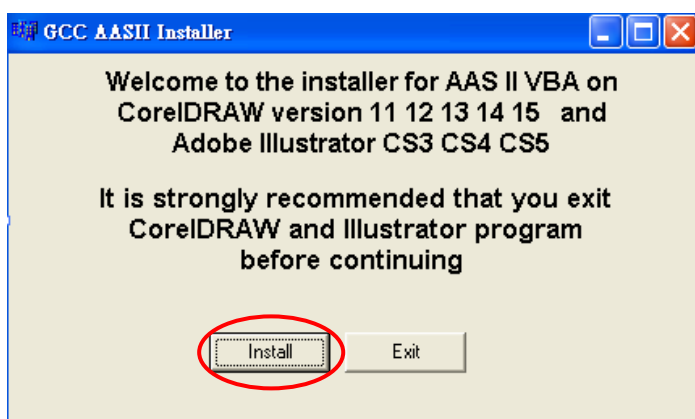 GCC AASII Installer
Welcome to the installer for AAS II VBA on
CorelDRAW version 11 12 13 14 15 and
Adobe Illustrator CS3 CS4 CS5
It is strongly recommended that you exit
CorelDRAW and Illustrator program
before continuing
Install Exit